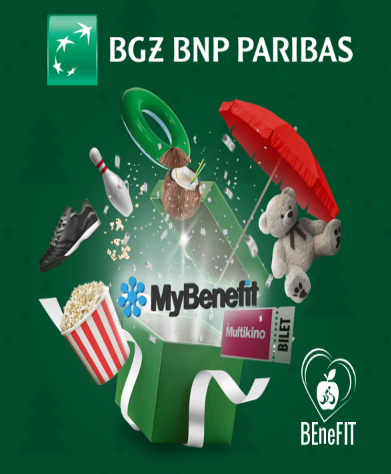 BGŻ BNP PARIBAS
MyBenefit
Multikino
BILET
BEneFIT